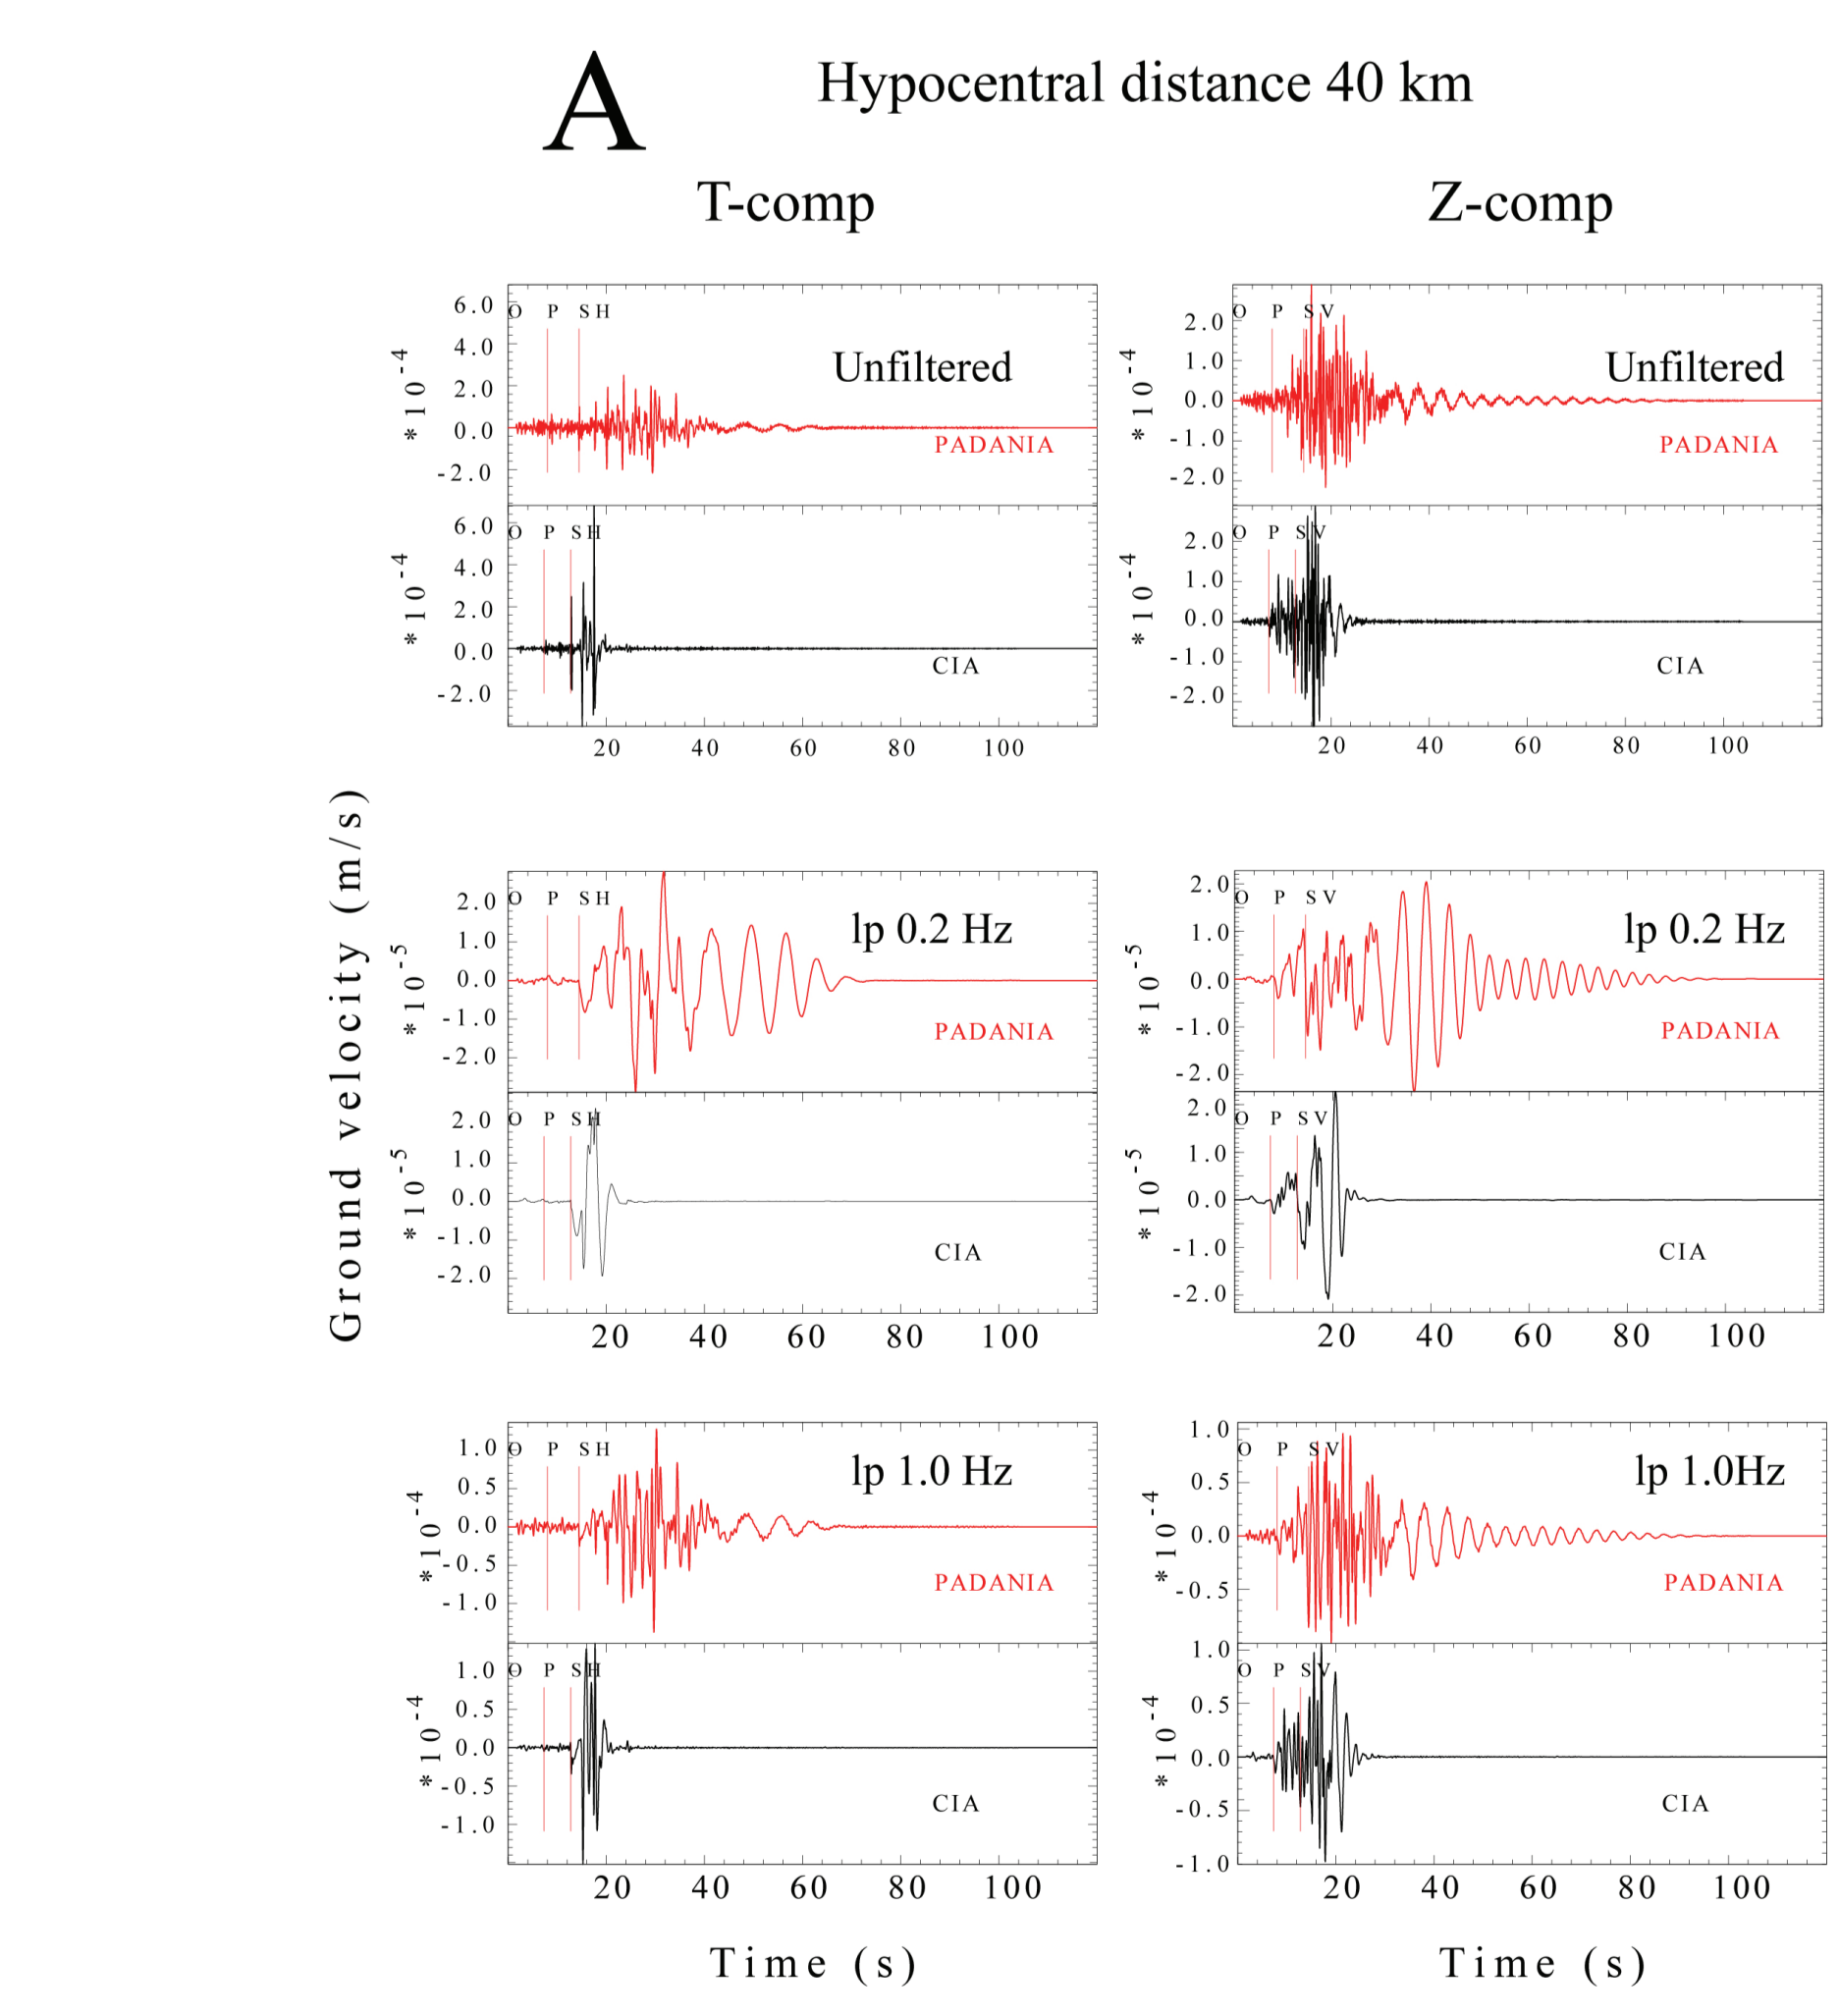 A
Hypocentral distance 40 km
T-comp
Z-comp
Ground velocity (m/s)
*10-4
6.0
4.0
2.0
0.0
-2.0
O P SH
Unfiltered
PADANIA
*10-4
6.0
4.0
2.0
0.0
-2.0
O P SH
CIA
20 40 60 80 100
*10-4
2.0
1.0
0.0
-1.0
-2.0
O P SV
Unfiltered
PADANIA
*10-4
2.0
1.0
0.0
-1.0
-2.0
O P SV
CIA
20 40 60 80 100
*10-5
2.0
1.0
0.0
-1.0
-2.0
O P SH
lp 0.2 Hz
PADANIA
*10-5
2.0
1.0
0.0
-1.0
-2.0
O P SH
CIA
20 40 60 80 100
*10-5
2.0
1.0
0.0
-1.0
-2.0
O P SV
lp 0.2 Hz
PADANIA
*10-5
2.0
1.0
0.0
-1.0
-2.0
O P SV
CIA
20 40 60 80 100
*10-4
1.0
0.5
0.0
-0.5
-1.0
O P SH
lp 1.0 Hz
PADANIA
*10-4
1.0
0.5
0.0
-0.5
-1.0
O P SH
CIA
20 40 60 80 100
*10-4
1.0
0.5
0.0
-0.5
O P SV
lp 1.0Hz
PADANIA
*10-4
1.0
0.5
0.0
-0.5
-1.0
O P SV
CIA
20 40 60 80 100
Time (s)
Time (s)